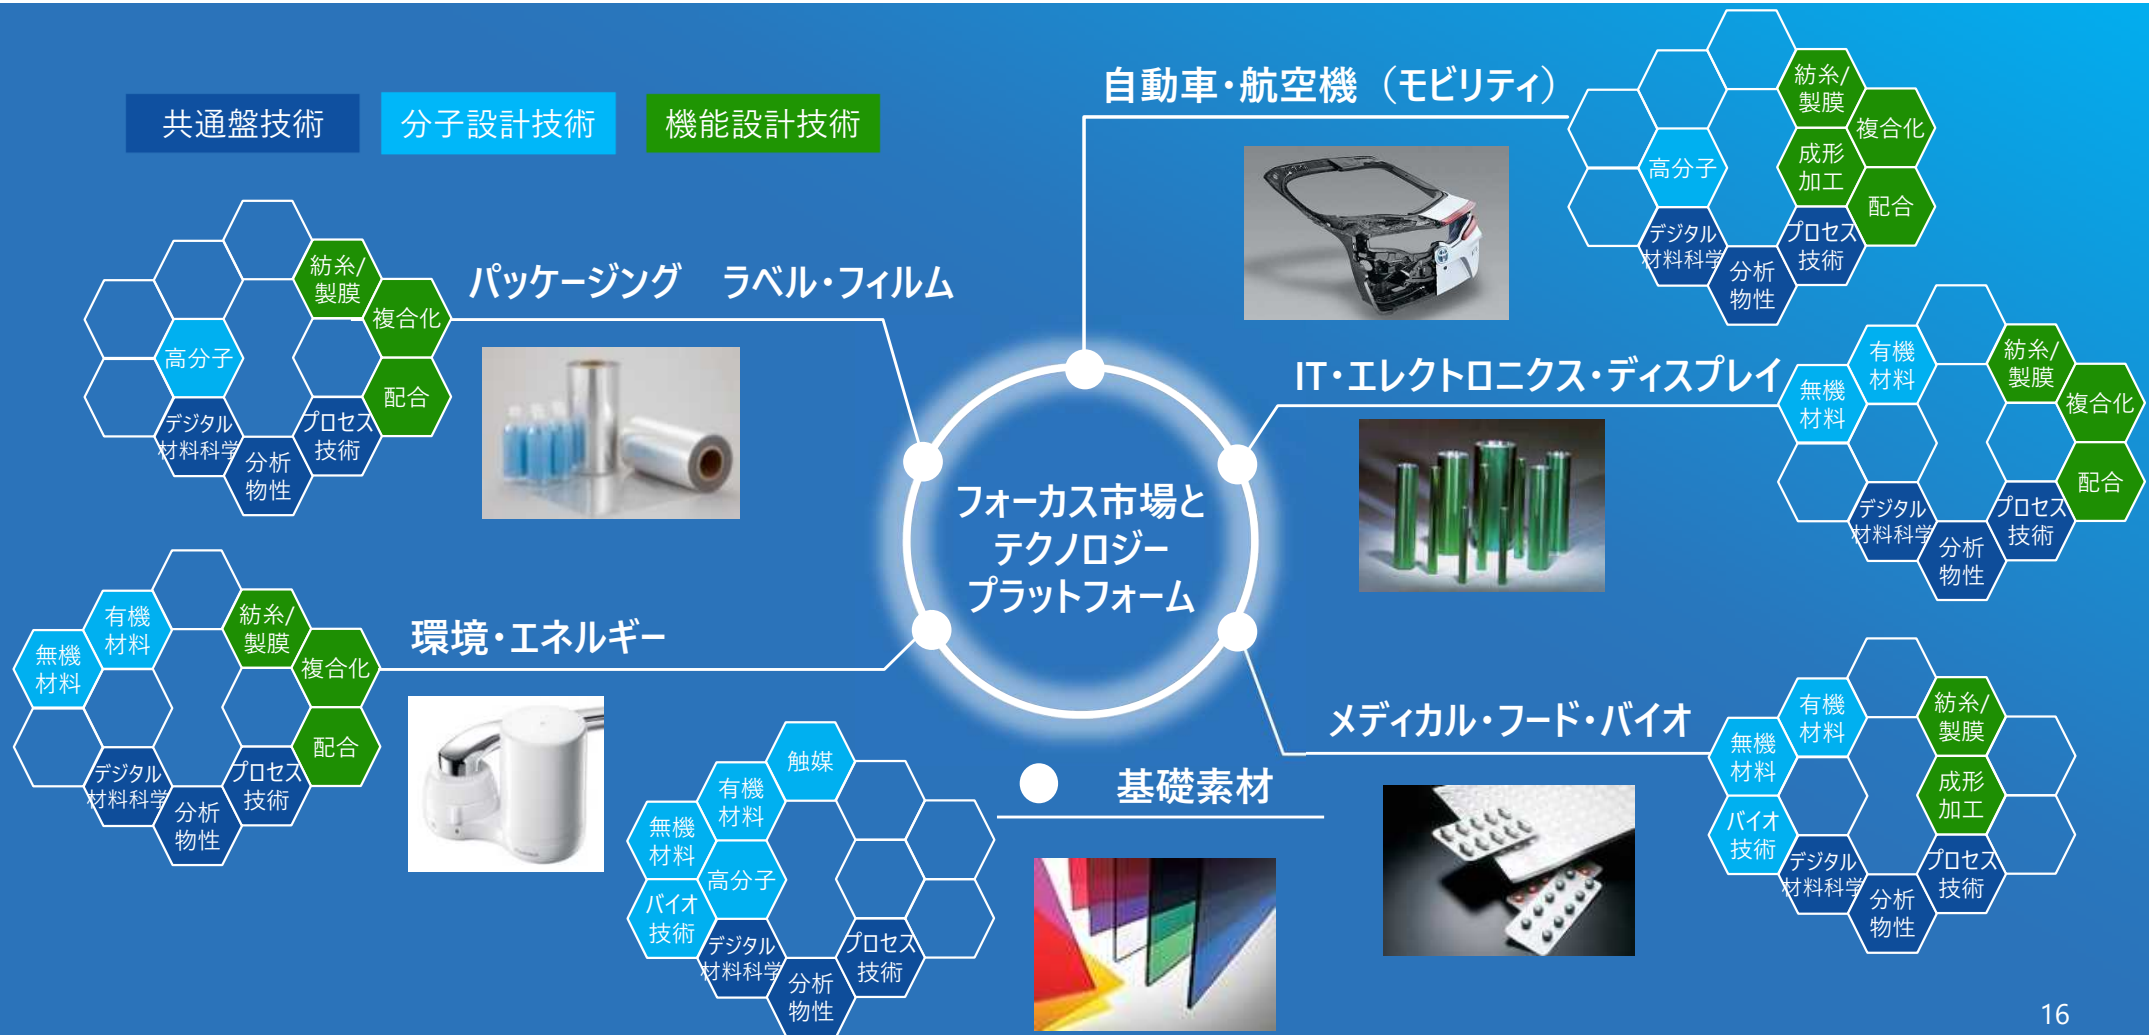 共通盤技術
分子設計技術
機能設計技術
自動車・航空機（モビリティ）
紡糸/
製膜
複合化
成形
加工
高分子
配合
デジタル
材料科学
プロセス
技術
分析
物性
パッケージング　ラベル・フィルム
紡糸/
製膜
複合化
高分子
配合
デジタル
材料科学
プロセス
技術
分析
物性
IT・エレクトロニクス・ディスプレイ
有機
材料
無機
材料
紡糸/
製膜
複合化
配合
デジタル
材料科学
プロセス
技術
分析
物性
フォーカス市場と
テクノロジー
プラットフォーム
環境・エネルギー
有機
材料
無機
材料
紡糸/
製膜
複合化
配合
デジタル
材料科学
プロセス
技術
分析
物性
メディカル・フード・バイオ
有機
材料
無機
材料
バイオ
技術
紡糸/
製膜
成形
加工
デジタル
材料科学
プロセス
技術
分析
物性
基礎素材
触媒
有機
材料
無機
材料
高分子
バイオ
技術
デジタル
材料科学
プロセス
技術
分析
物性
16